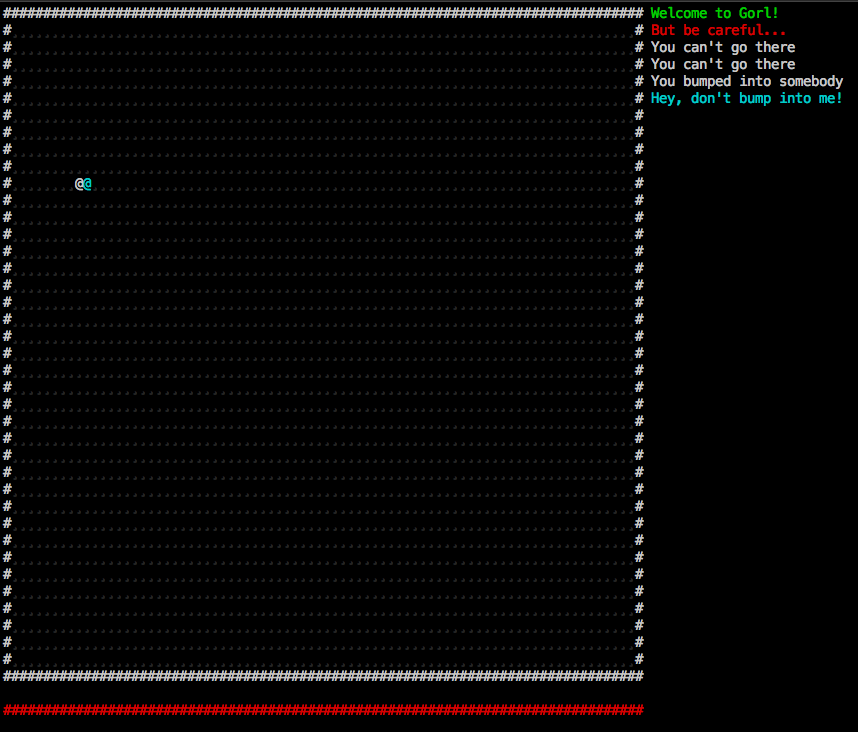 Welcome to Gorl!
But be careful...
You can't go there
You can't go there
You bumped into somebody
Hey, don't bump into me!
@@